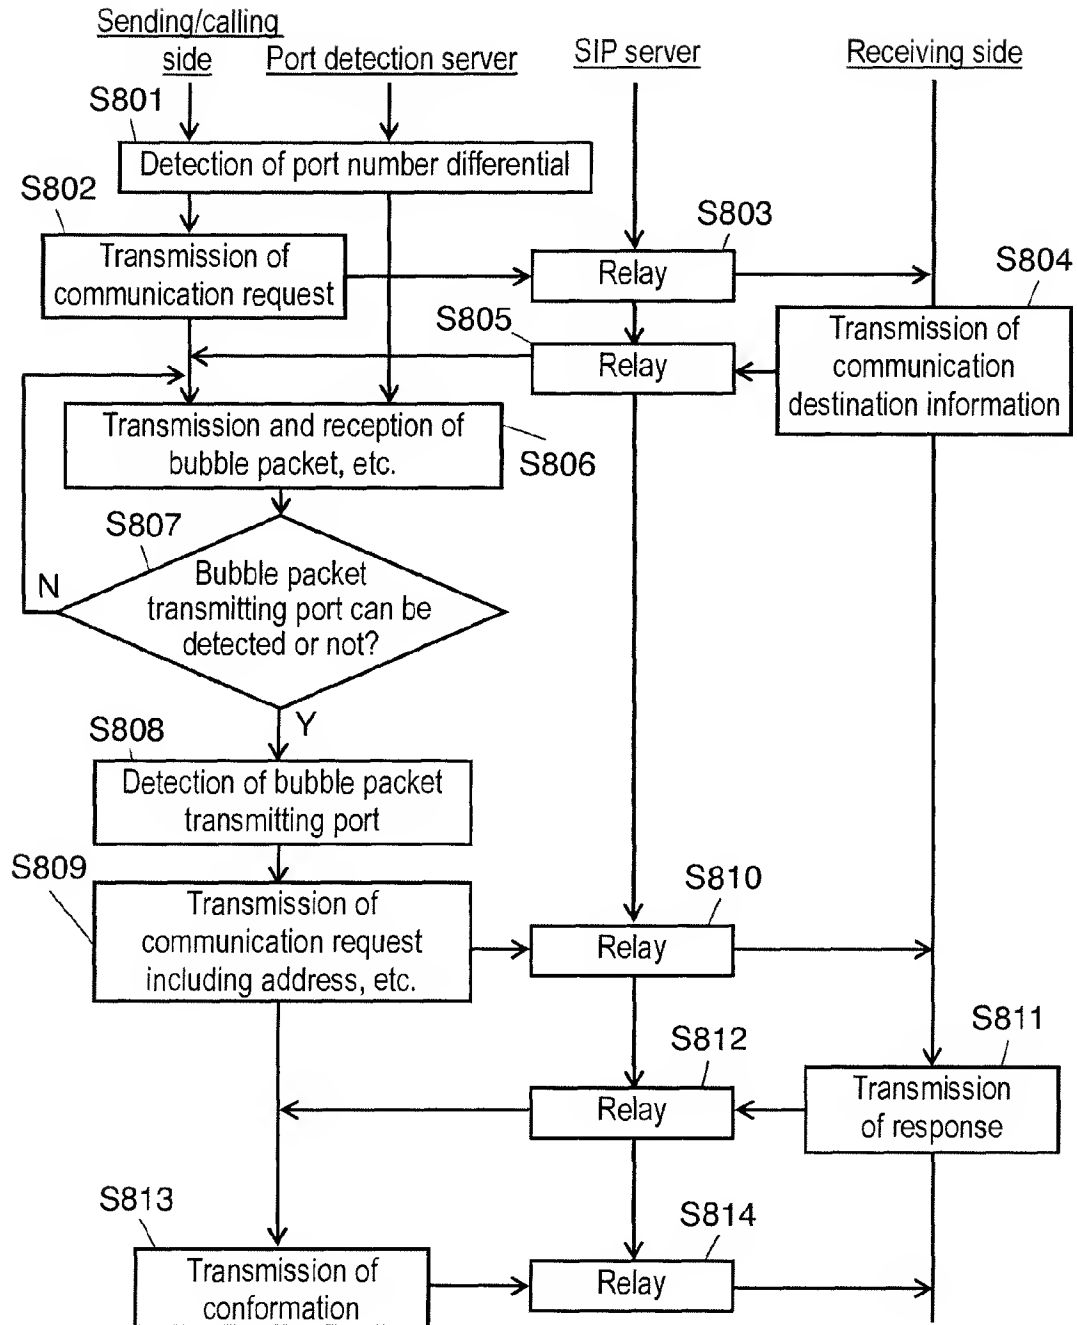 Sending/calling
side
Port detection server
SIP server
Receiving side
S801
Detection of port number differential
S802
Transmission of
communication request
S803
Relay
S804
Transmission of
communication
destination information
S805
Relay
Transmission and reception of
bubble packet, etc.
S806
S807
Bubble packet
transmitting port can be
detected or not?
N
Y
S808
Detection of bubble packet
transmitting port
S809
Transmission of
communication request
including address, etc.
S810
Relay
S811
Transmission
of response
S812
Relay
S813
Transmission of
conformation
S814
Relay